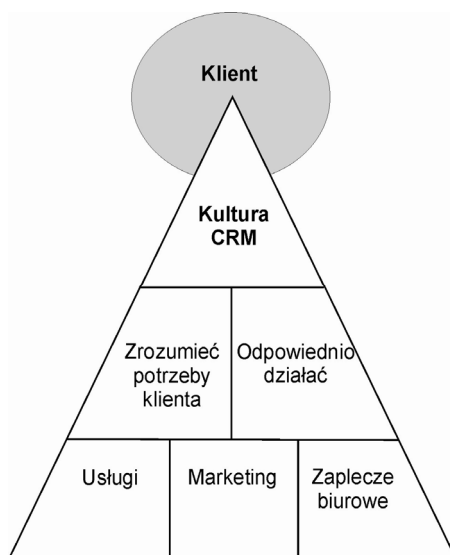 Klient
Kultura
CRM
Zrozumieć
potrzeby
klienta
Odpowiednio
działać
Usługi
Marketing
Zaplecze
biurowe